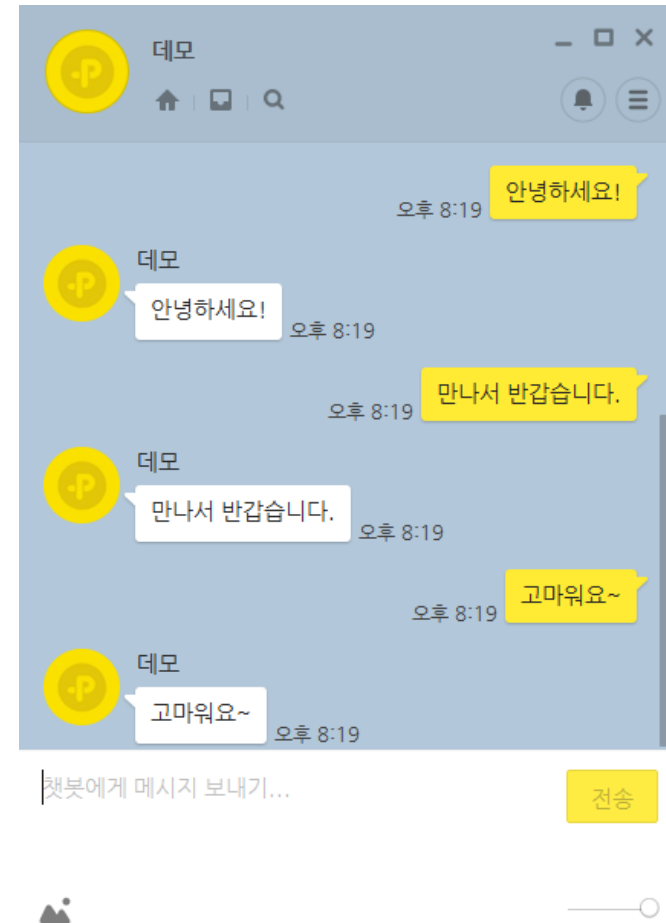 데모
안녕하세요!
오후 8:19
데모
안녕하세요!
오후 8:19
만나서 반갑습니다.
오후 8:19
데모
만나서 반갑습니다.
오후 8:19
고마워요~
오후 8:19
데모
고마워요~
오후 8:19
챗봇에게 메시지 보내기...
전송